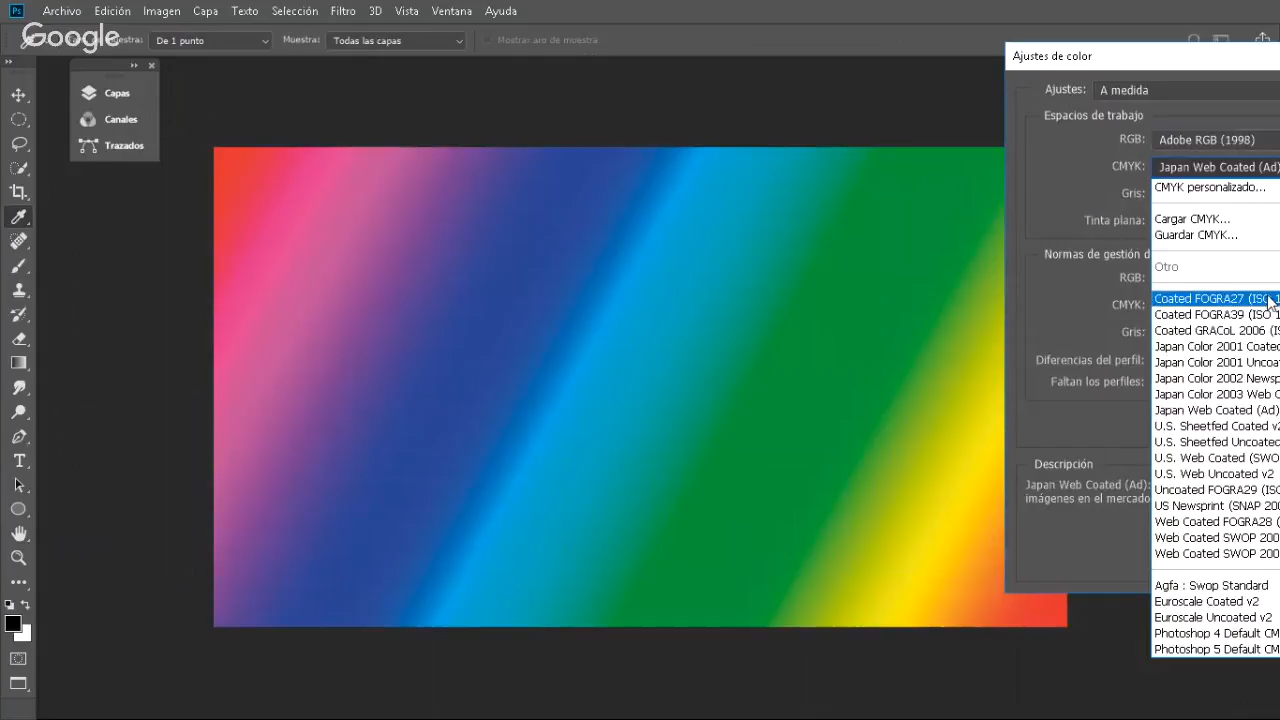 Ps Archivo Edición Imagen Capa Texto Selección Filtro 3D Vista Ventana Ayuda
Google
De 1 punto Muestra: Todas las capas Mostrar aro de muestra
Capas
Canales
Trazados
Ajustes de color
Ajustes: A medida
Espacios de trabajo
RGB: Adobe RGB (1998)
CMYK: Japan Web Coated (Ad)
Gris:
Tinta plana:
Normas de gestión d
RGB:
CMYK:
Gris:
Diferencias del perfil:
Faltan los perfiles:
Descripción
Japan Web Coated (Ad):
imágenes en el mercado
CMYK personalizado...
Cargar CMYK...
Guardar CMYK...
Otro
Coated FOGRA27 (ISO 1
Coated FOGRA39 (ISO 1
Coated GRACoL 2006 (I
Japan Color 2001 Coated
Japan Color 2001 Uncoa
Japan Color 2002 Newsp
Japan Color 2003 Web C
Japan Web Coated (Ad)
U.S. Sheetfed Coated v2
U.S. Sheetfed Uncoated
U.S. Web Coated (SWO
U.S. Web Uncoated v2
Uncoated FOGRA29 (ISO
US Newsprint (SNAP 200
Web Coated FOGRA28 (
Web Coated SWOP 200
Web Coated SWOP 200
Agfa : Swop Standard
Euroscale Coated v2
Euroscale Uncoated v2
Photoshop 4 Default CM
Photoshop 5 Default CM